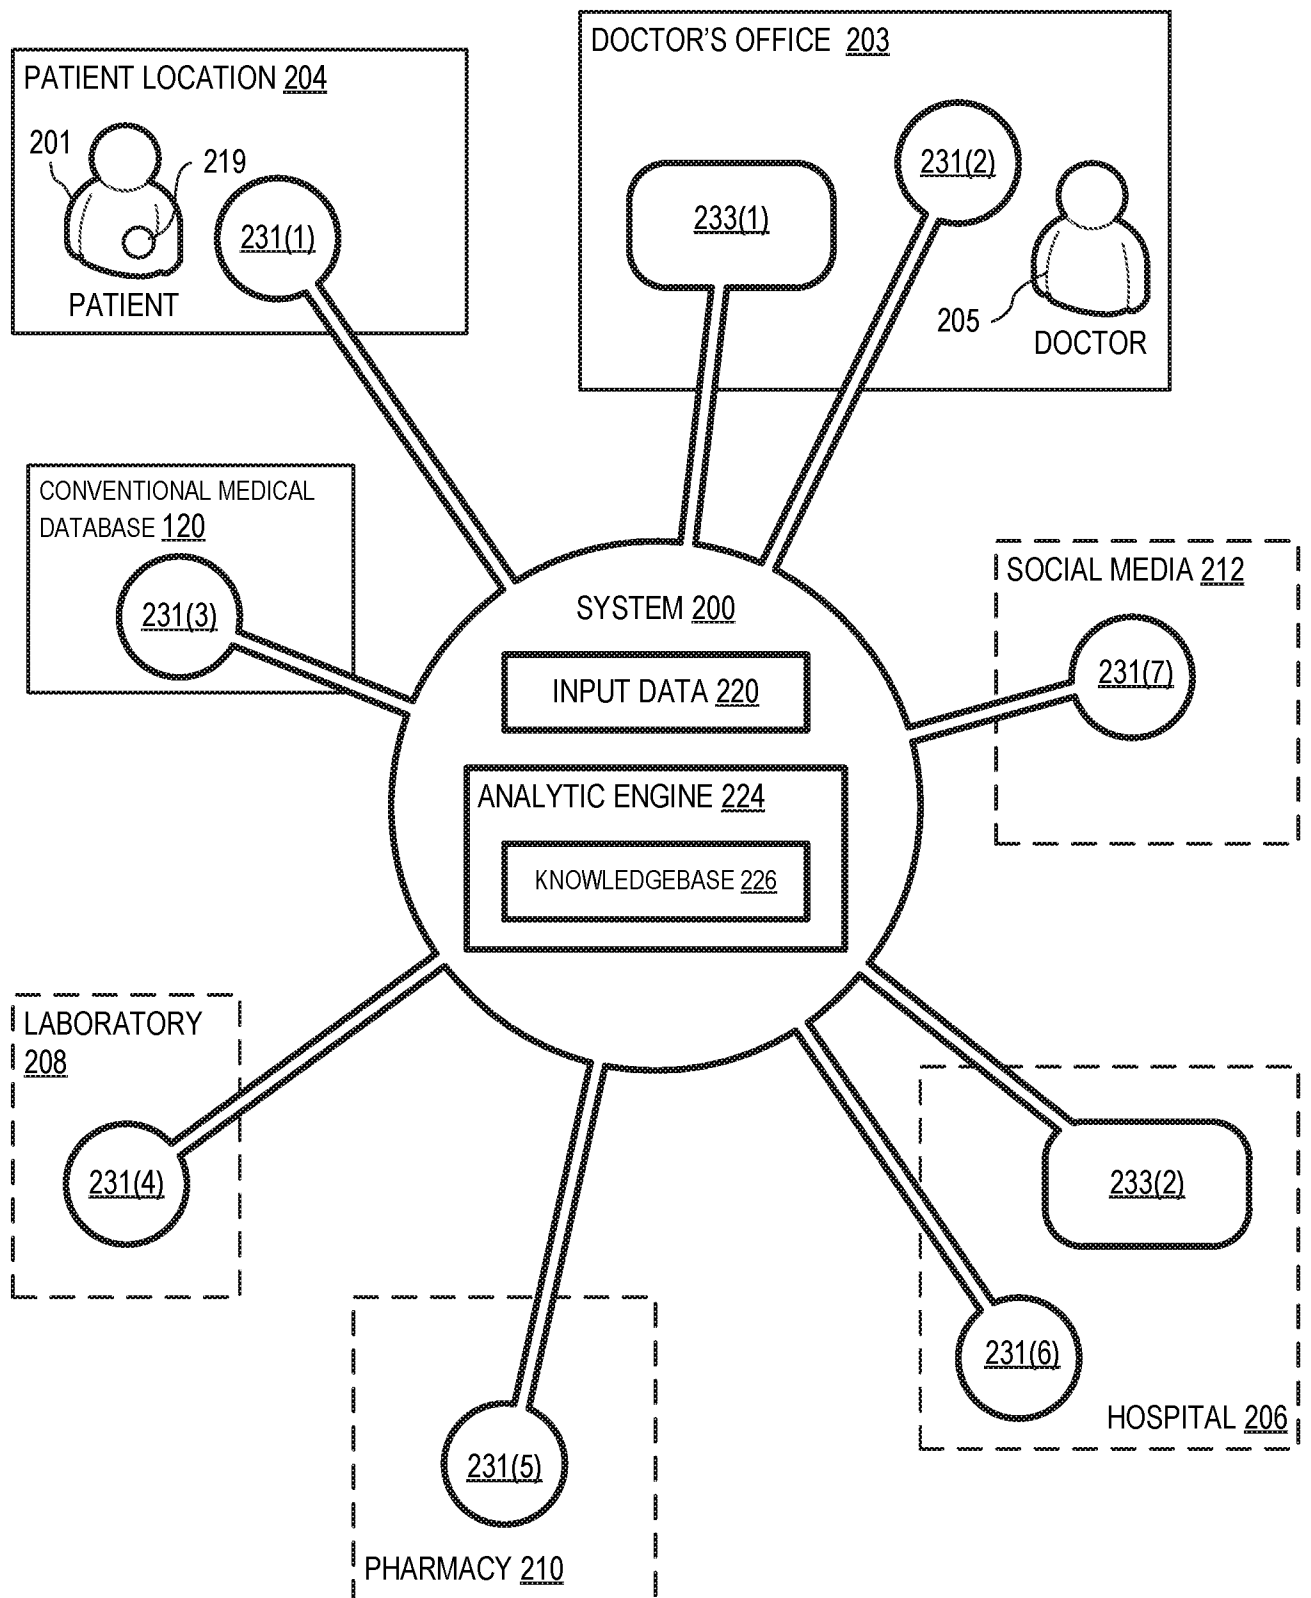 DOCTOR'S OFFICE 203
PATIENT LOCATION 204
201
219
231(1)
PATIENT
233(1)
231(2)
205
DOCTOR
CONVENTIONAL MEDICAL
DATABASE 120
231(3)
SYSTEM 200
INPUT DATA 220
ANALYTIC ENGINE 224
KNOWLEDGEBASE 226
SOCIAL MEDIA 212
231(7)
LABORATORY
208
231(4)
233(2)
231(6)
HOSPITAL 206
231(5)
PHARMACY 210